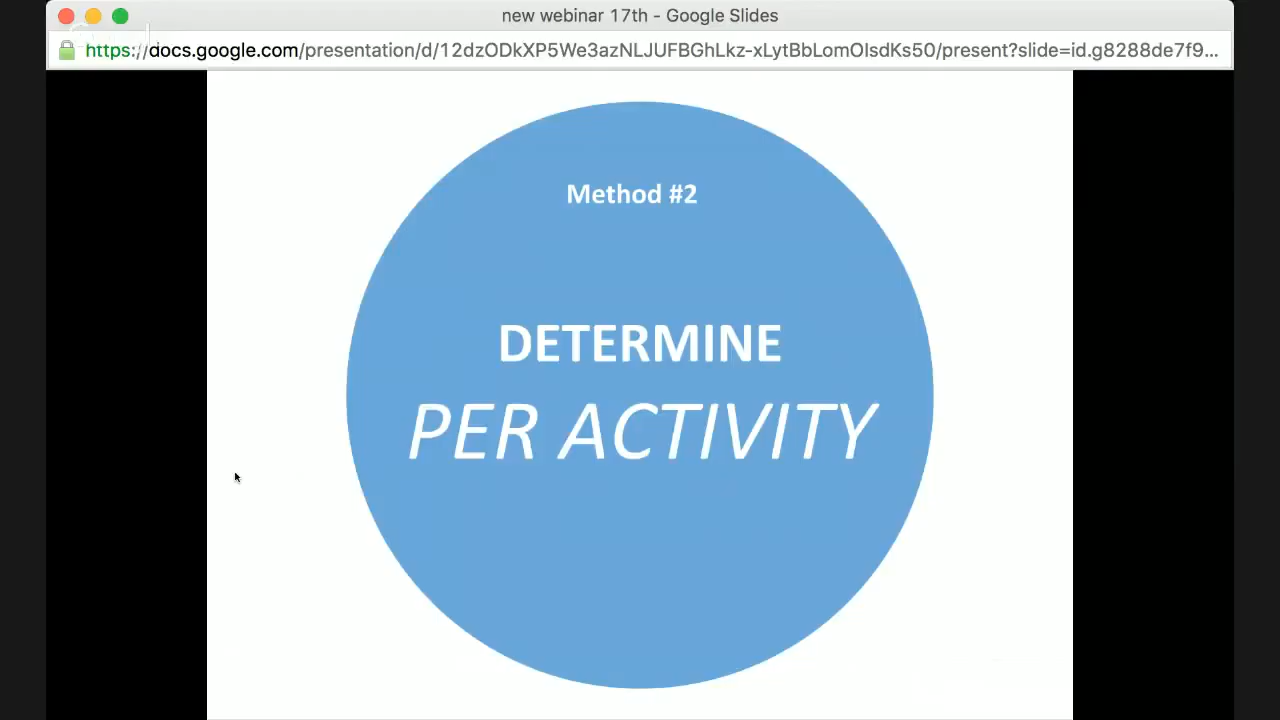 new webinar 17th - Google Slides
https://docs.google.com/presentation/d/12dzODkXP5We3azNLJUFBGhLkz-xLytBbLomOIsdKs50/present?slide=id.g8288de7f9...
Method #2
DETERMINE
PER ACTIVITY